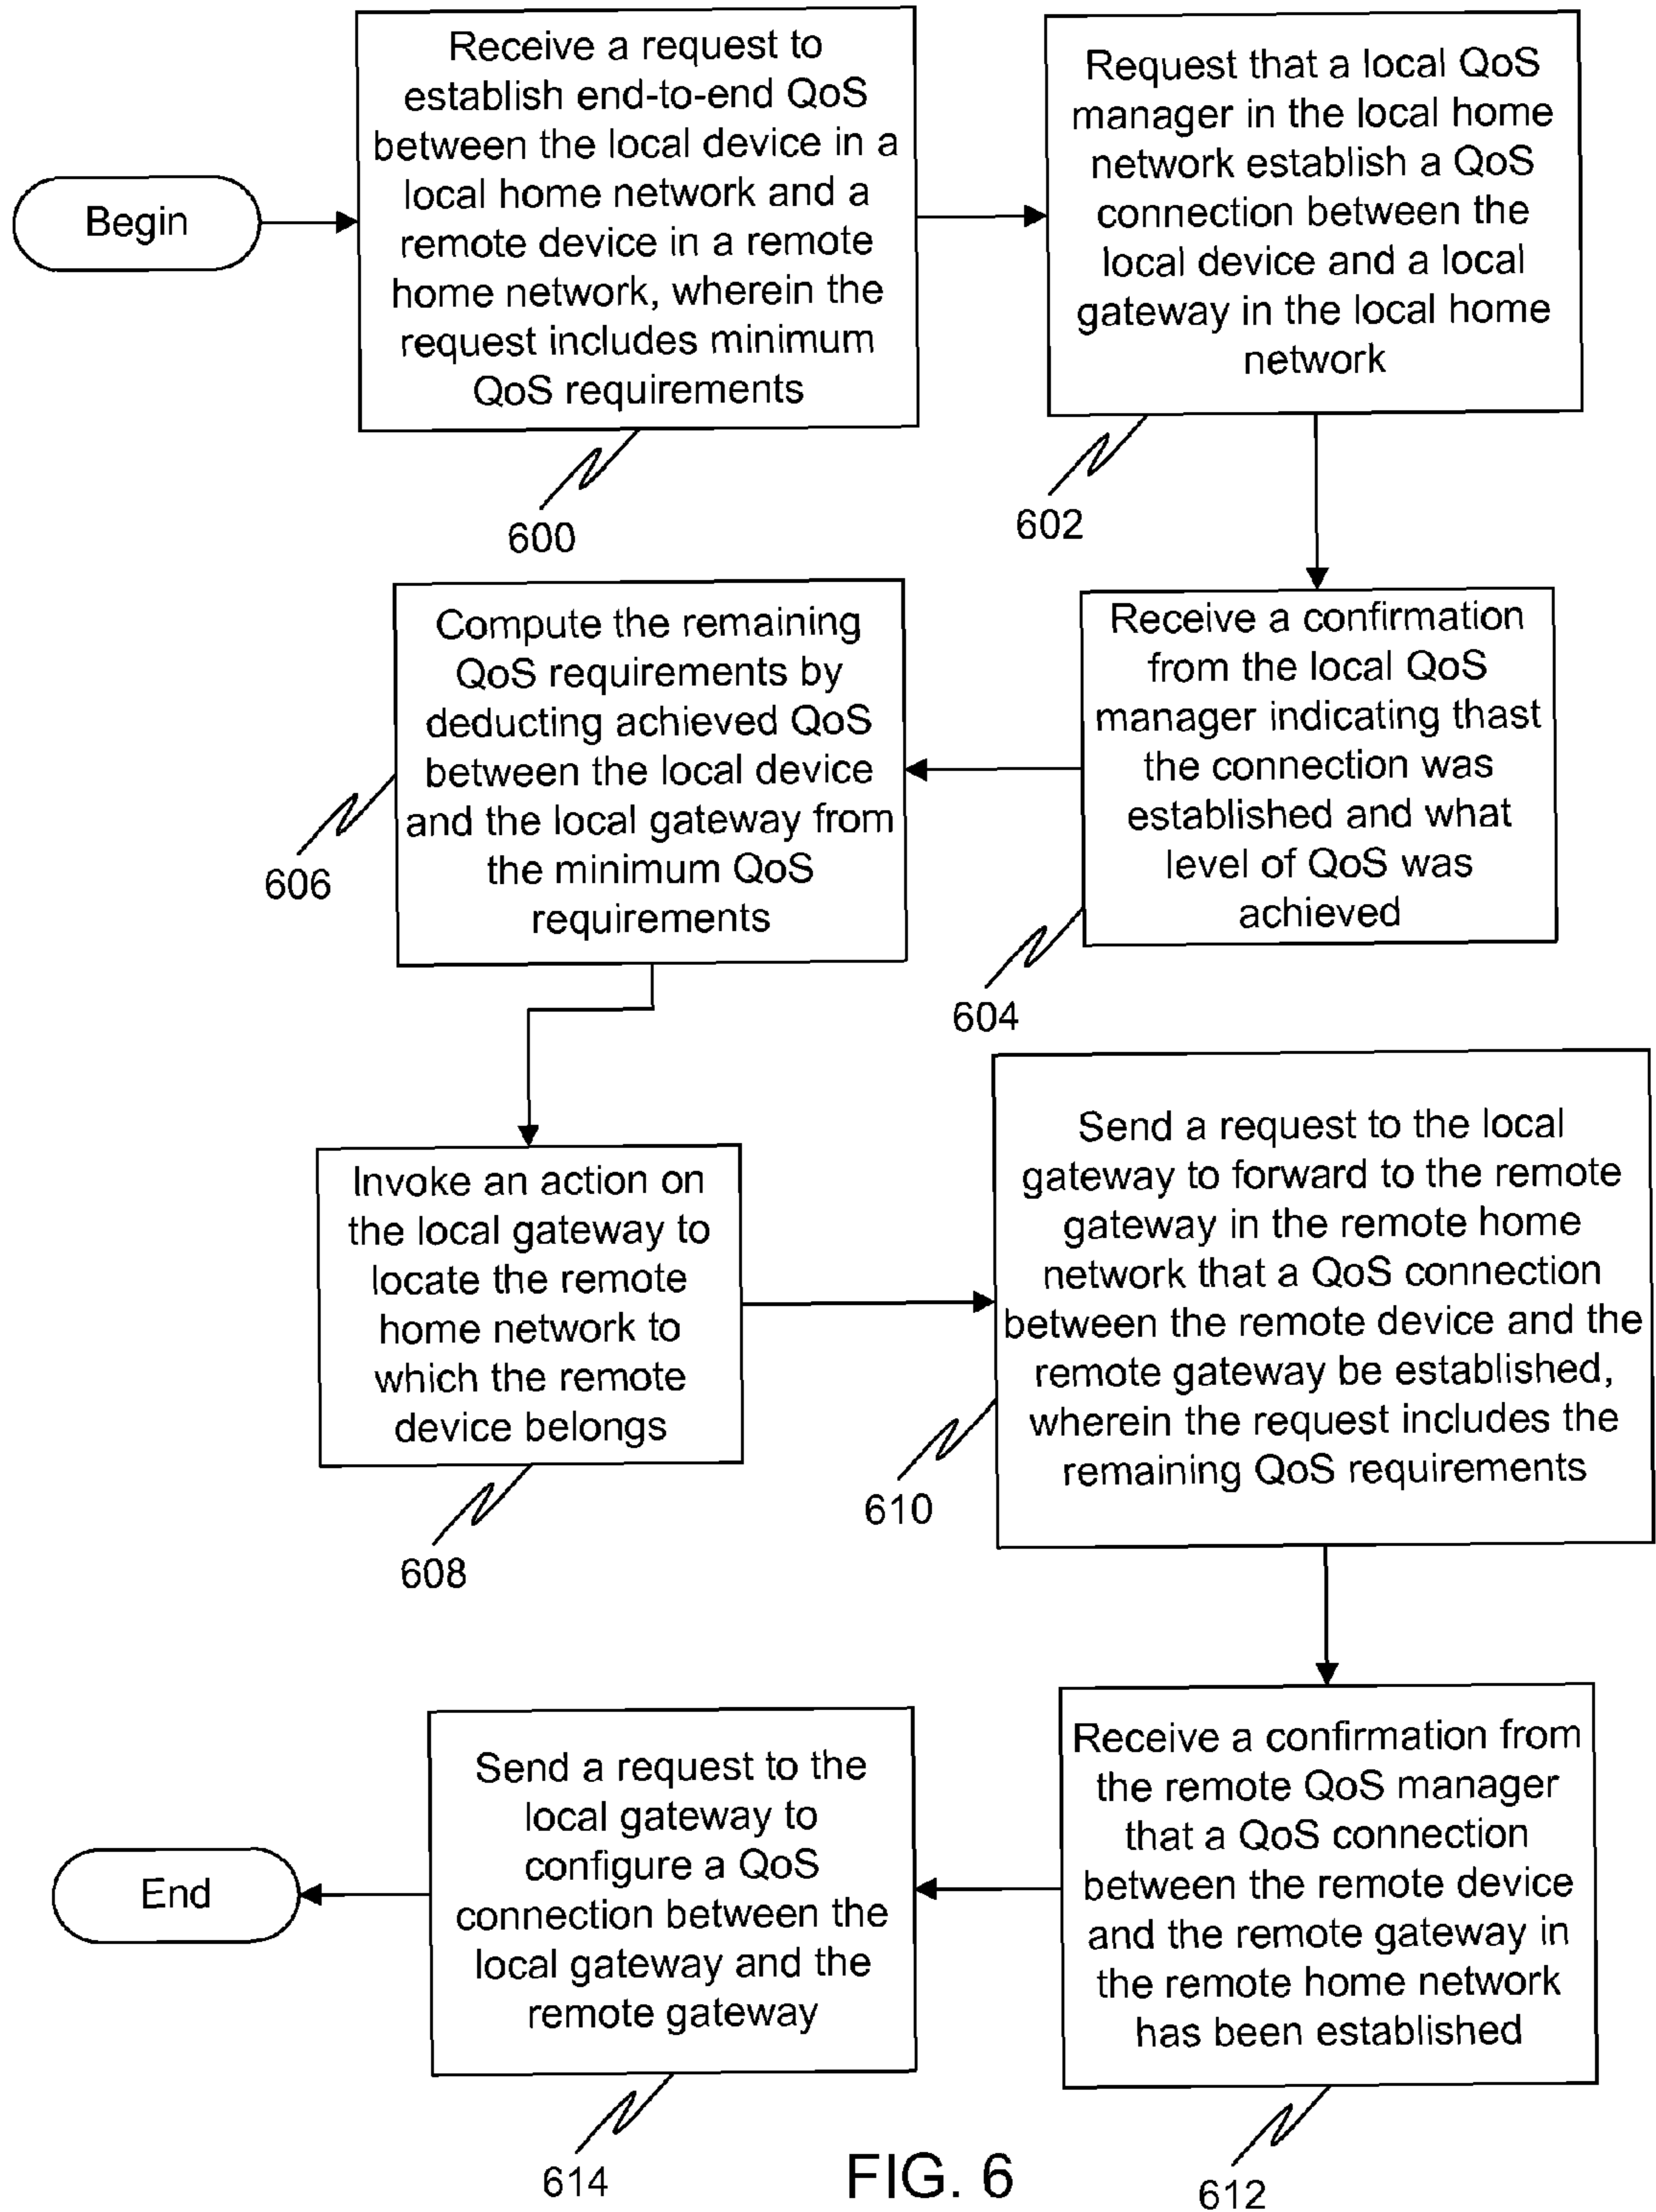 Begin
Receive a request to
establish end-to-end QoS
between the local device in a
local home network and a
remote device in a remote
home network, wherein the
request includes minimum
QoS requirements
600
Request that a local QoS
manager in the local home
network establish a QoS
connection between the
local device and a local
gateway in the local home
network
602
Receive a confirmation
from the local QoS
manager indicating thast
the connection was
established and what
level of QoS was
achieved
604
Compute the remaining
QoS requirements by
deducting achieved QoS
between the local device
and the local gateway from
the minimum QoS
requirements
606
Invoke an action on
the local gateway to
locate the remote
home network to
which the remote
device belongs
608
Send a request to the local
gateway to forward to the remote
gateway in the remote home
network that a QoS connection
between the remote device and the
remote gateway be established,
wherein the request includes the
remaining QoS requirements
610
Receive a confirmation from
the remote QoS manager
that a QoS connection
between the remote device
and the remote gateway in
the remote home network
has been established
612
Send a request to the
local gateway to
configure a QoS
connection between the
local gateway and the
remote gateway
614
End
FIG. 6